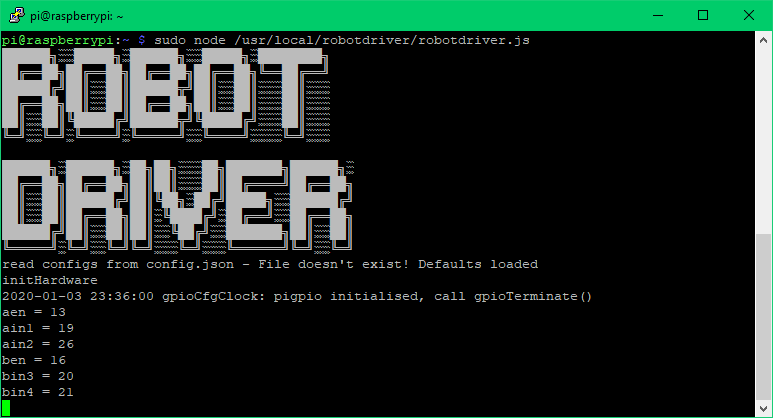 pi@raspberrypi: ~
pi@raspberrypi:~ $ sudo node /usr/local/robotdriver/robotdriver.js
ROBOT
DRIVER
read configs from config.json - File doesn't exist! Defaults loaded
initHardware
2020-01-03 23:36:00 gpioCfgClock: pigpio initialised, call gpioTerminate()
aen = 13
ain1 = 19
ain2 = 26
ben = 16
bin3 = 20
bin4 = 21